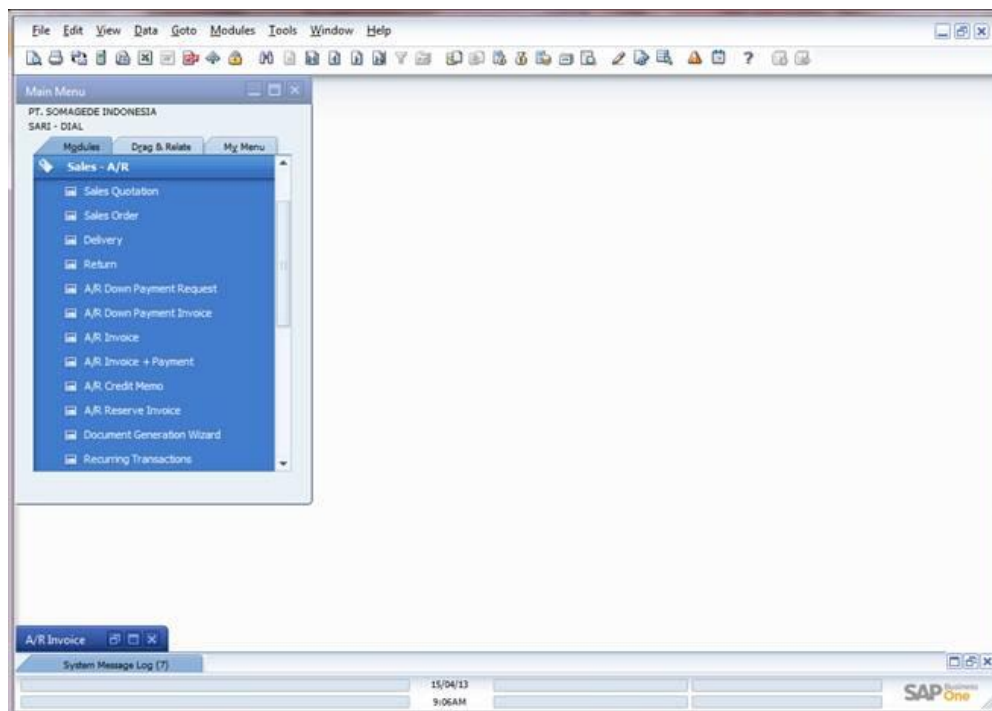 File Edit View Data Goto Modules Tools Window Help
Main Menu
PT. SOMAGEDE INDONESIA
SARI - DIAL
Modules Drag & Relate My Menu
Sales - A/R
Sales Quotation
Sales Order
Delivery
Return
A/R Down Payment Request
A/R Down Payment Invoice
A/R Invoice
A/R Invoice + Payment
A/R Credit Memo
A/R Reserve Invoice
Document Generation Wizard
Recurring Transactions
A/R Invoice
System Message Log (7)
15/04/13
9:06AM
SAP Business One